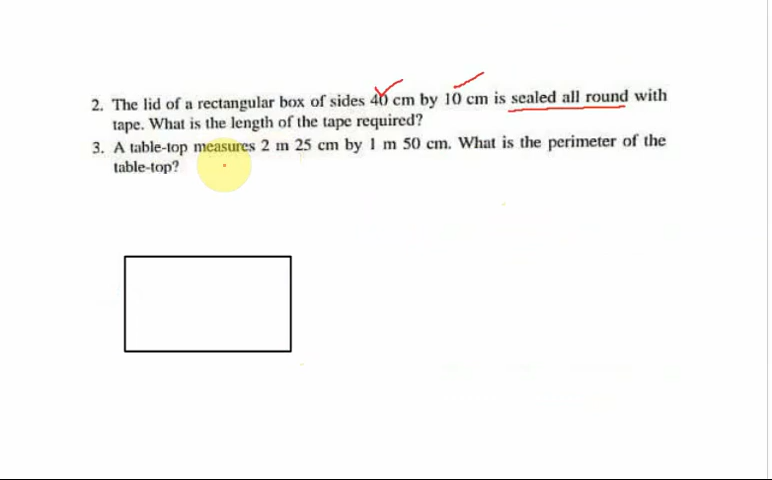 2. The lid of a rectangular box of sides 40 cm by 10 cm is sealed all round with
tape. What is the length of the tape required?
3. A table-top measures 2 m 25 cm by 1 m 50 cm. What is the perimeter of the
table-top?